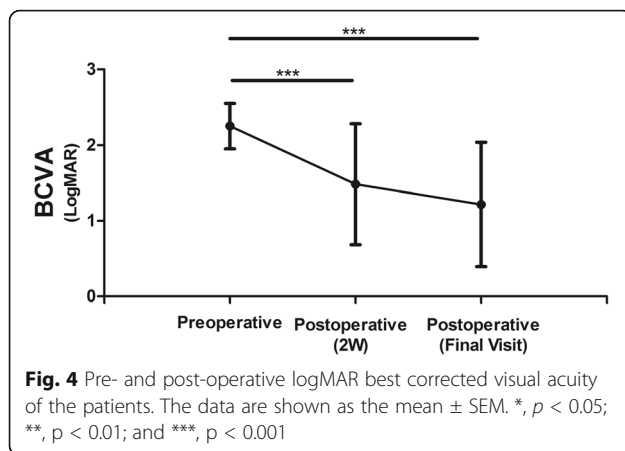 ***
***
3
2
1
0
BCVA
(LogMAR)
Preoperative
Postoperative
(2W)
Postoperative
(Final Visit)
Fig. 4 Pre- and post-operative logMAR best corrected visual acuity
of the patients. The data are shown as the mean ± SEM. *, p < 0.05;
**, p < 0.01; and ***, p < 0.001